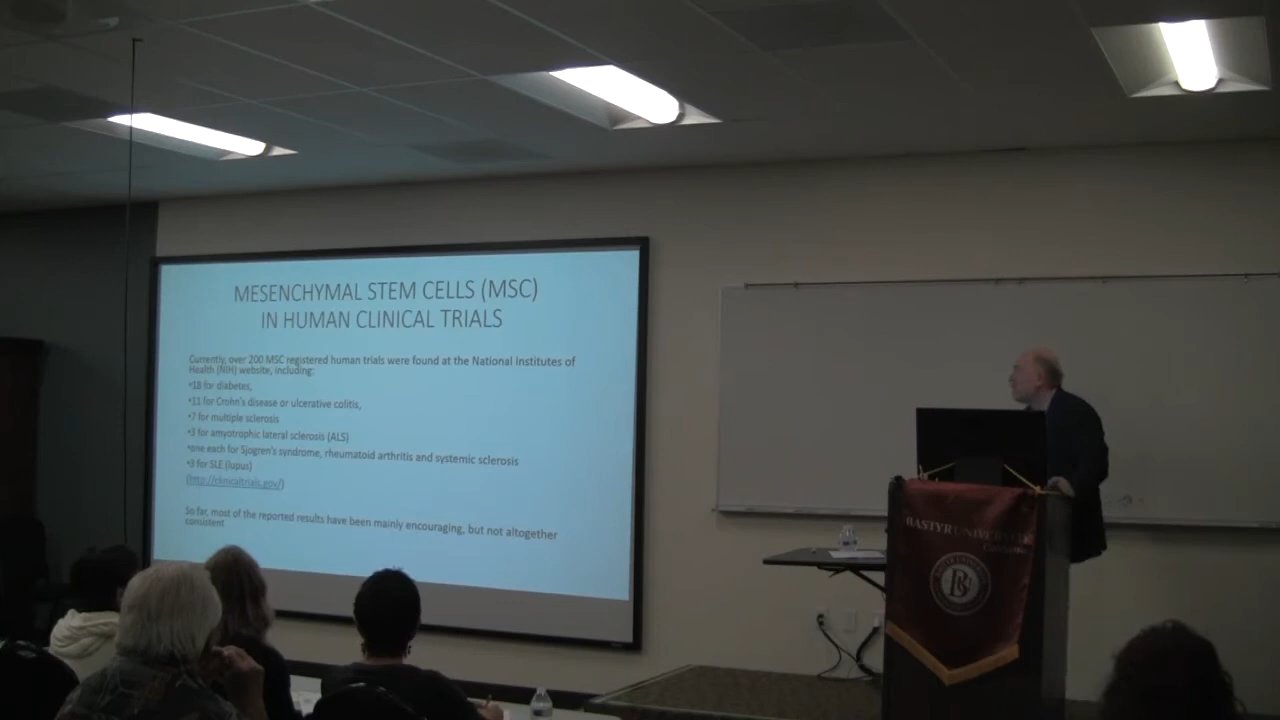 MESENCHYMAL STEM CELLS (MSC)
IN HUMAN CLINICAL TRIALS
Currently, over 200 MSC registered human trials were found at the National Institutes of
Health (NIH) website, including:
•18 for diabetes,
•11 for Crohn's disease or ulcerative colitis,
•7 for multiple sclerosis
•3 for amyotrophic lateral sclerosis (ALS)
•one each for Sjogren's syndrome, rheumatoid arthritis and systemic sclerosis
•3 for SLE (lupus)
(http://clinicaltrials.gov/)
So far, most of the reported results have been mainly encouraging, but not altogether
consistent
BASTYR UNIVERSITY